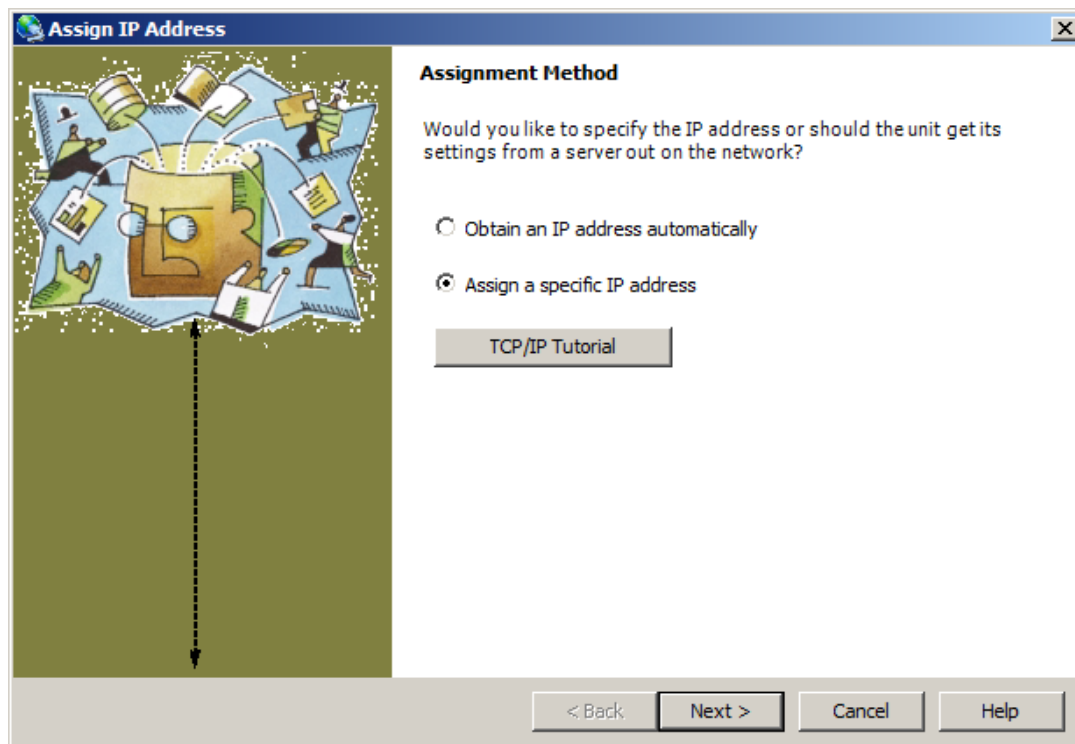 Assign IP Address
Assignment Method
Would you like to specify the IP address or should the unit get its
settings from a server out on the network?
Obtain an IP address automatically
Assign a specific IP address
TCP/IP Tutorial
< Back
Next >
Cancel
Help